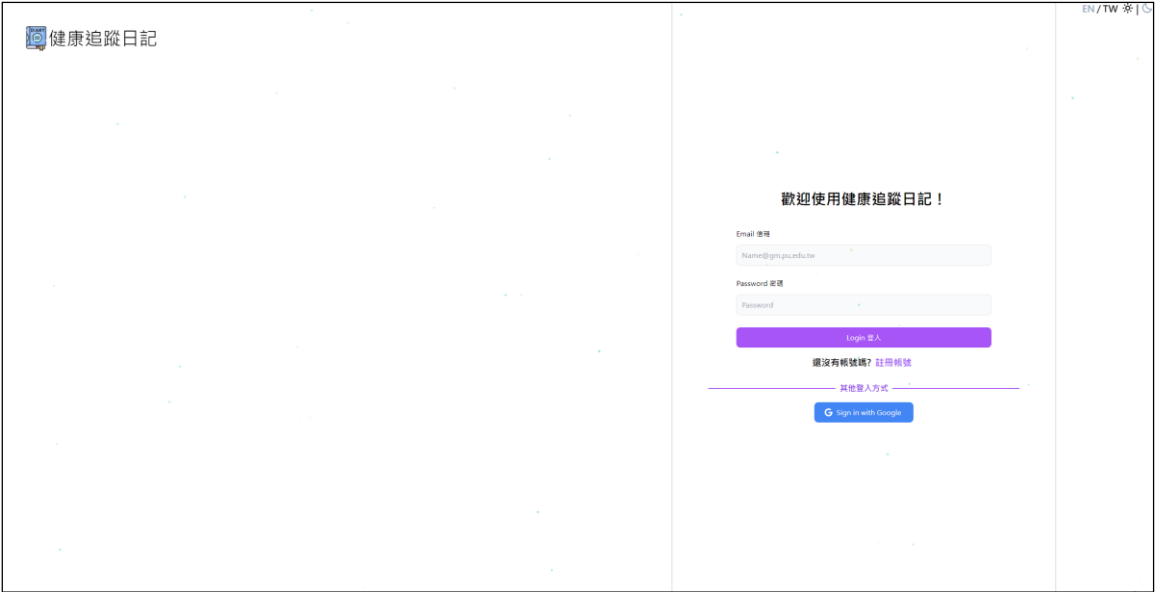 EN / TW
健康追蹤日記
歡迎使用健康追蹤日記！
Email 信箱
Name@gm.pu.edu.tw
Password 密碼
Password
Login 登入
還沒有帳號嗎? 註冊帳號
其他登入方式
Sign in with Google